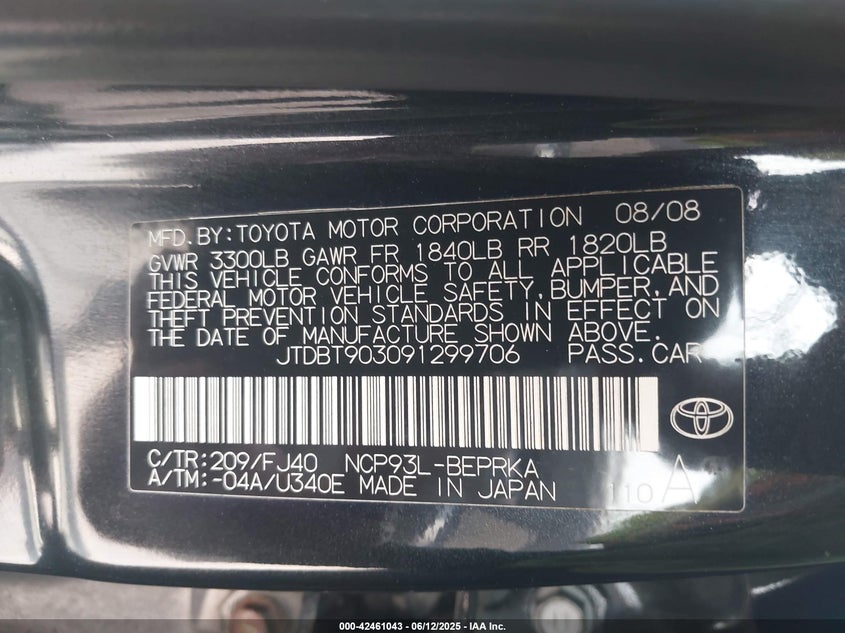 MFD.BY:TOYOTA MOTOR CORPORATION 08/08
GVWR 3300LB GAWR FR 1840LB RR 1820LB
THIS VEHICLE CONFORMS TO ALL APPLICABLE
FEDERAL MOTOR VEHICLE SAFETY,BUMPER,AND
THEFT PREVENTION STANDARDS IN EFFECT ON
THE DATE OF MANUFACTURE SHOWN ABOVE.
JTDBT903091299706 PASS.CAR
C/TR:209/FJ40 NCP93L-BEPRKA
A/TM:-04A/U340E MADE IN JAPAN 110 A
000-42461043 - 06/12/2025 - IAA Inc.